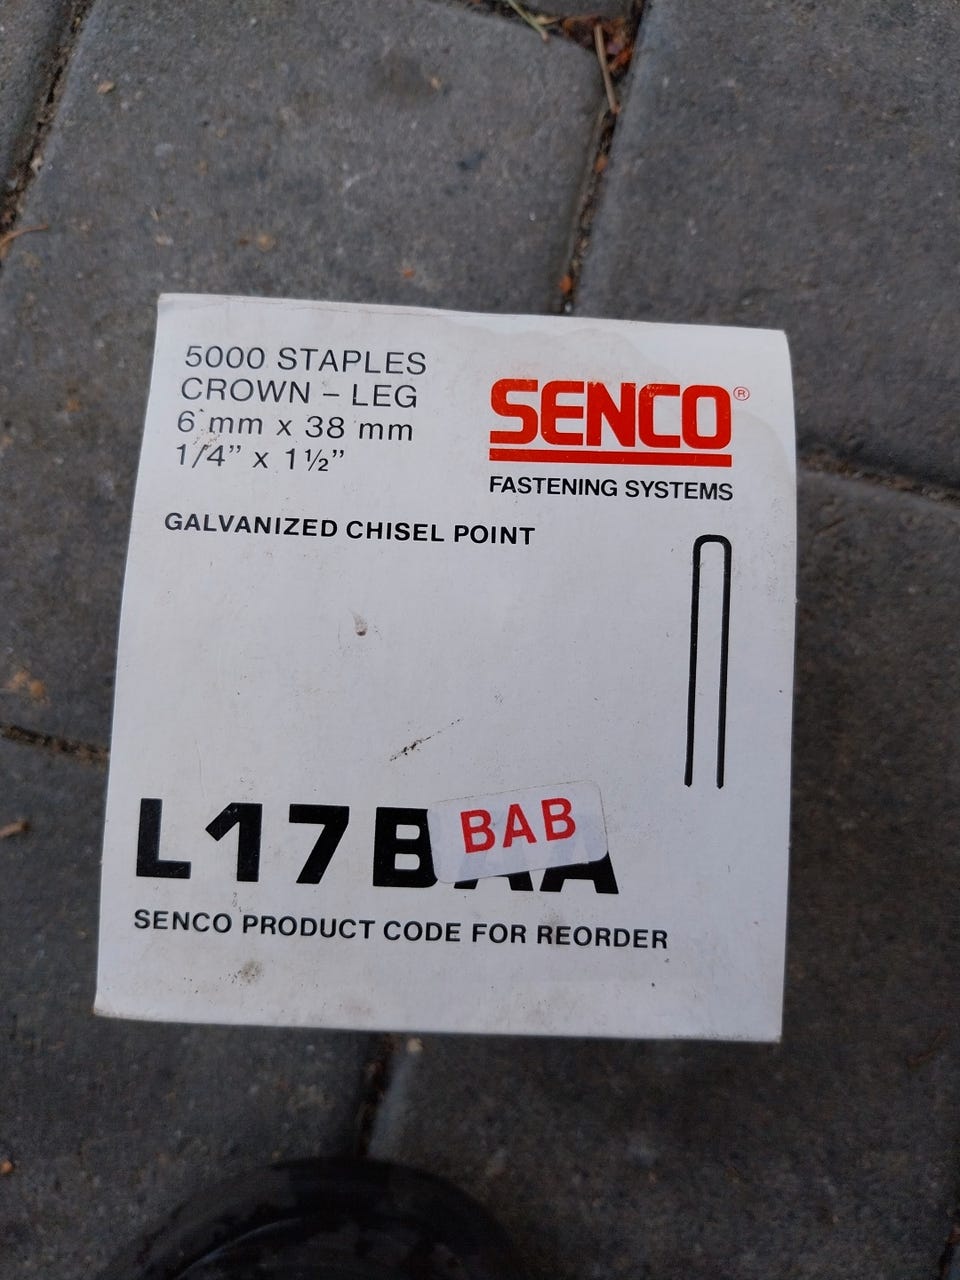 5000 STAPLES
CROWN – LEG
6 mm x 38 mm
1/4” x 1½”
SENCO®
FASTENING SYSTEMS
GALVANIZED CHISEL POINT
L17BAA
BAB
SENCO PRODUCT CODE FOR REORDER